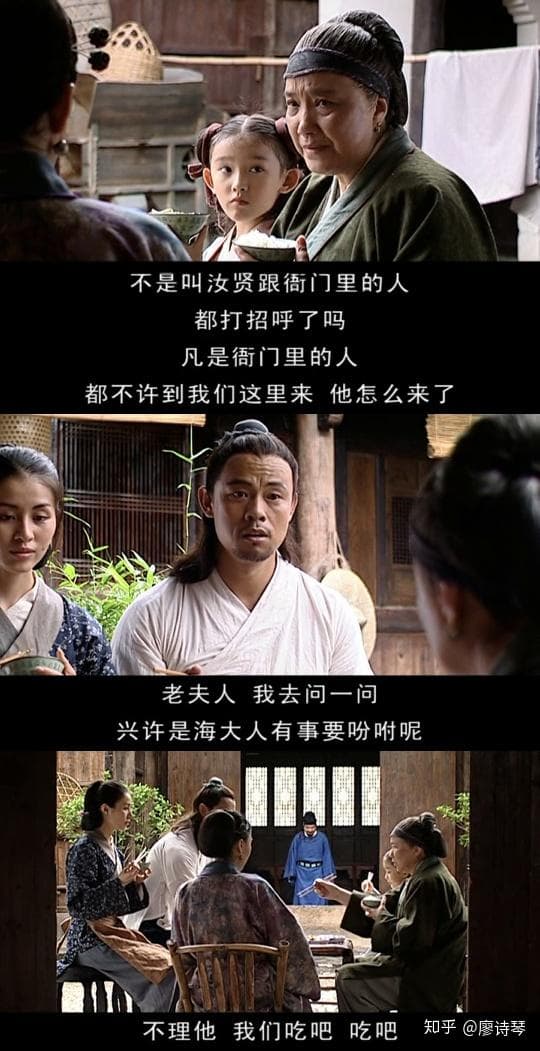 不是叫汝贤跟衙门里的人
都打招呼了吗
凡是衙门里的人
都不许到我们这里来 他怎么来了
老夫人 我去问一问
兴许是海大人有事要吩咐呢
不理他 我们吃吧 吃吧
知乎 @廖诗琴